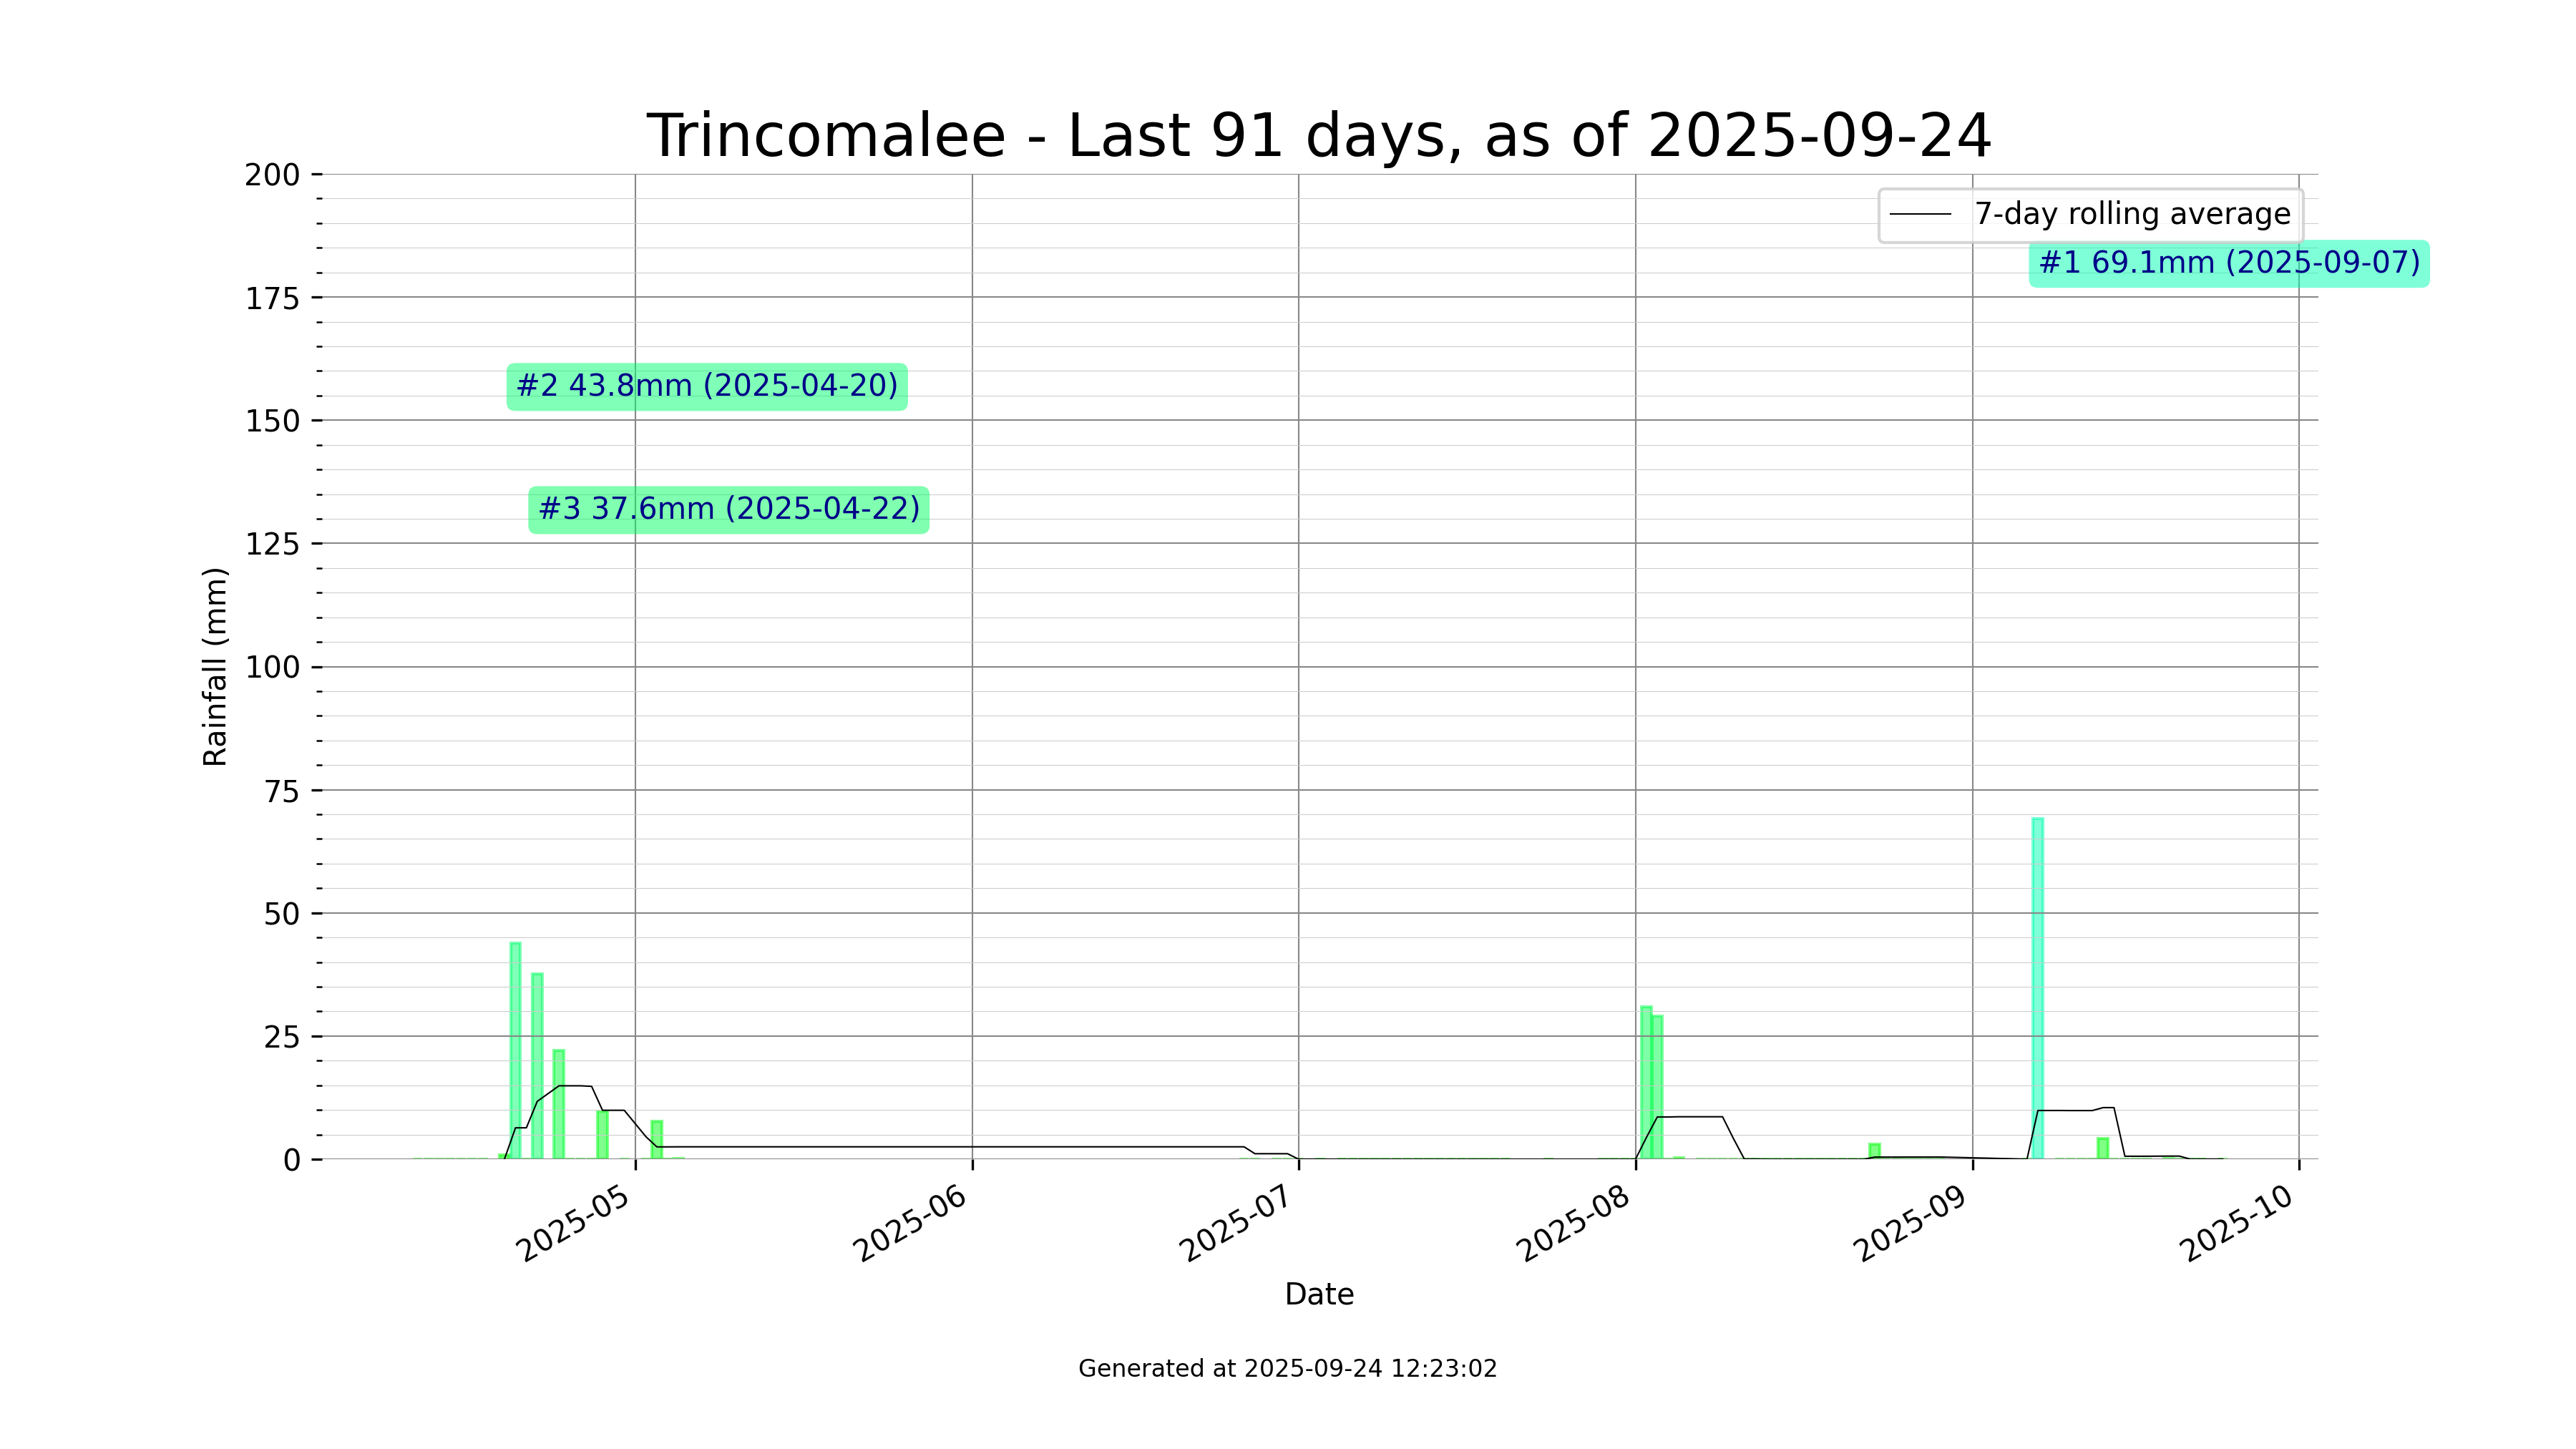 Trincomalee - Last 91 days, as of 2025-09-24
200
7-day rolling average
#1 69.1mm (2025-09-07)
175
#2 43.8mm (2025-04-20)
150
#3 37.6mm (2025-04-22)
125
Rainfall (mm)
100
75
50
25
0
2025-05
2025-06
2025-07
2025-08
2025-09
2025-10
Date
Generated at 2025-09-24 12:23:02